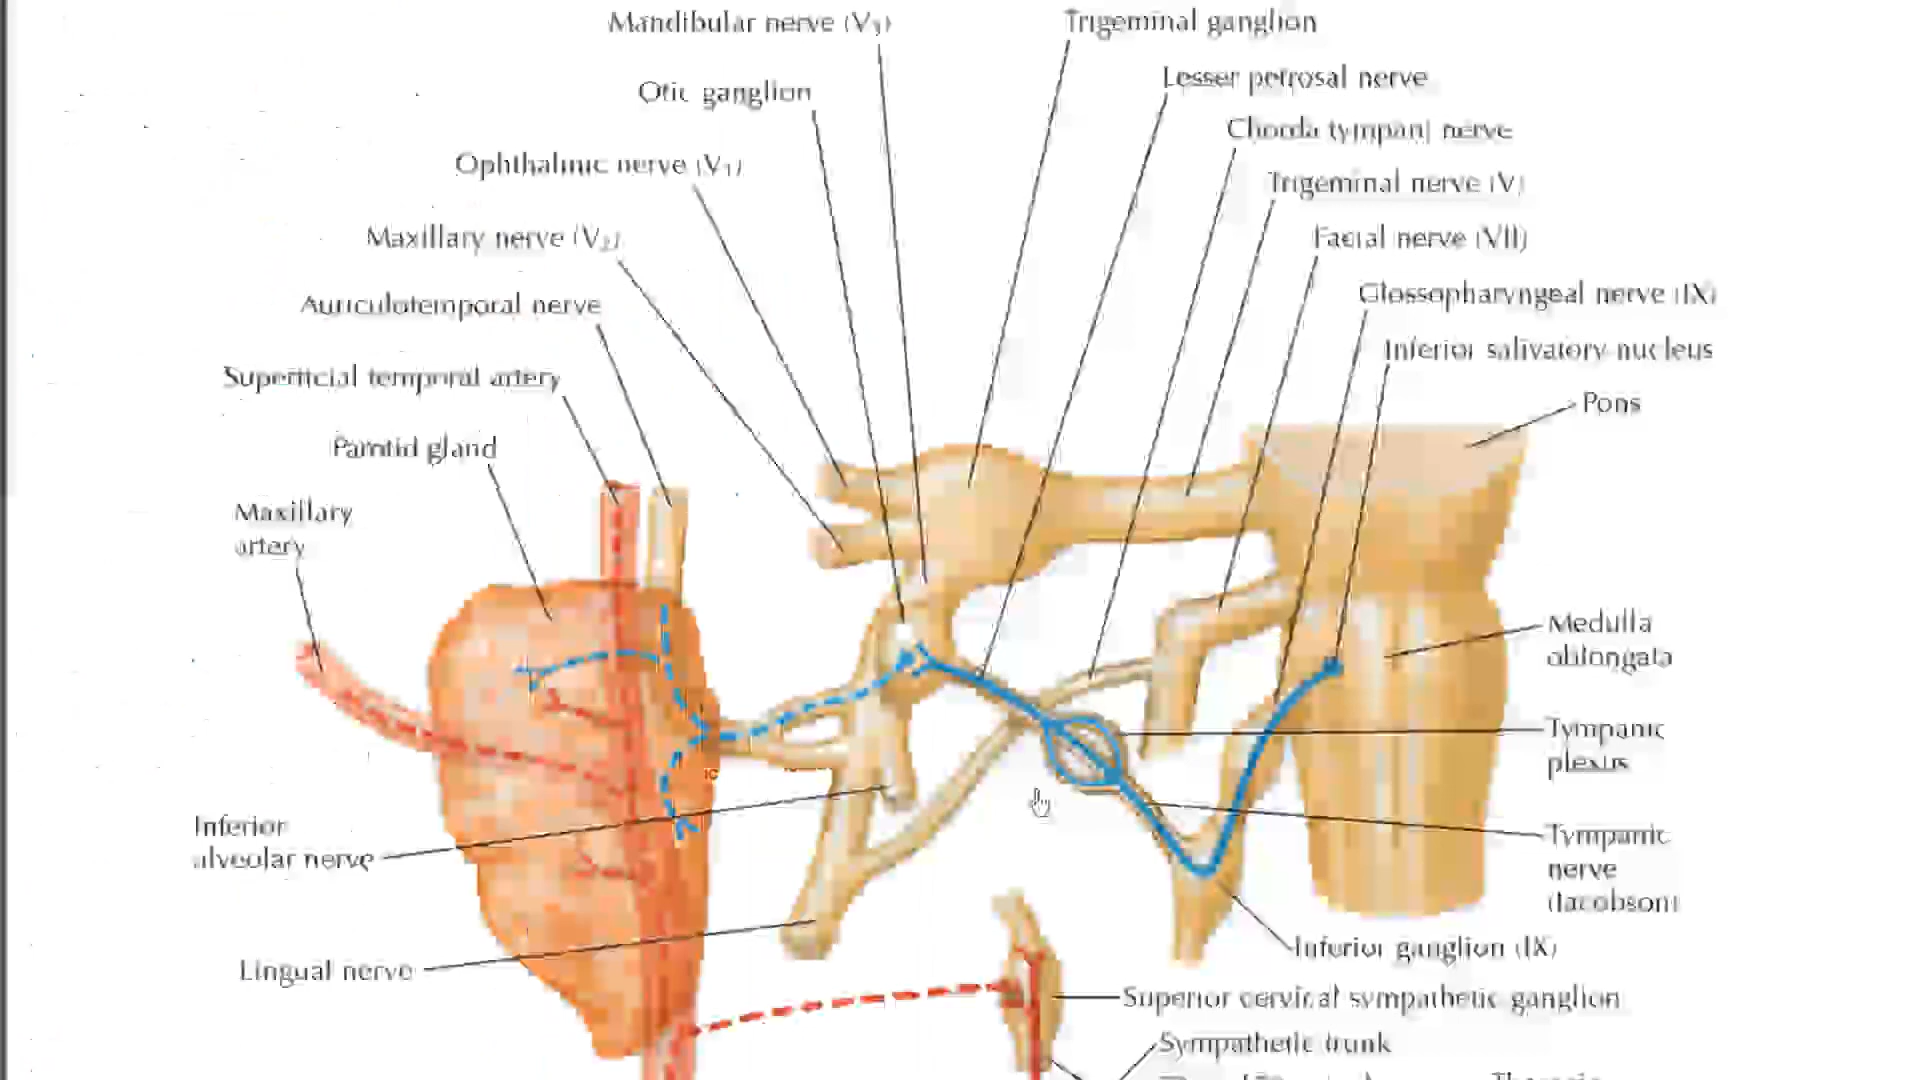 Mandibular nerve (V3)
Trigeminal ganglion
Otic ganglion
Lesser petrosal nerve
Ophthalmic nerve (V1)
Chorda tympani nerve
Maxillary nerve (V2)
Trigeminal nerve (V)
Auriculotemporal nerve
Facial nerve (VII)
Superficial temporal artery
Glossopharyngeal nerve (IX)
Parotid gland
Inferior salivatory nucleus
Maxillary
artery
Pons
Medulla
oblongata
Tympanic
plexus
Inferior
alveolar nerve
Tympanic
nerve
(Jacobson)
Lingual nerve
Inferior ganglion (IX)
Superior cervical sympathetic ganglion
Sympathetic trunk